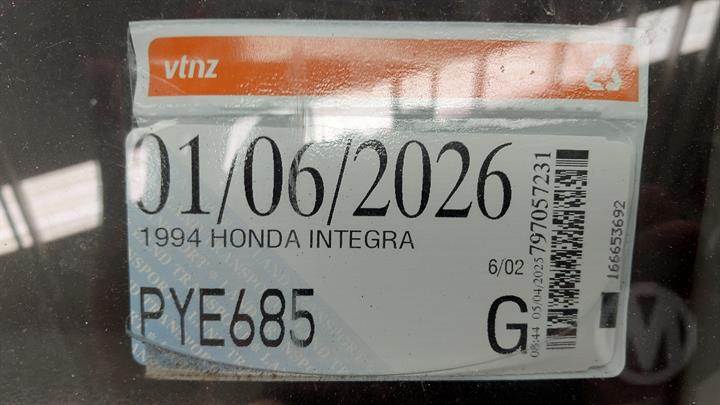 vtnz
01/06/2026
1994 HONDA INTEGRA
6/02
PYE685
G
08:44 05/04/2025
797057231
166653692